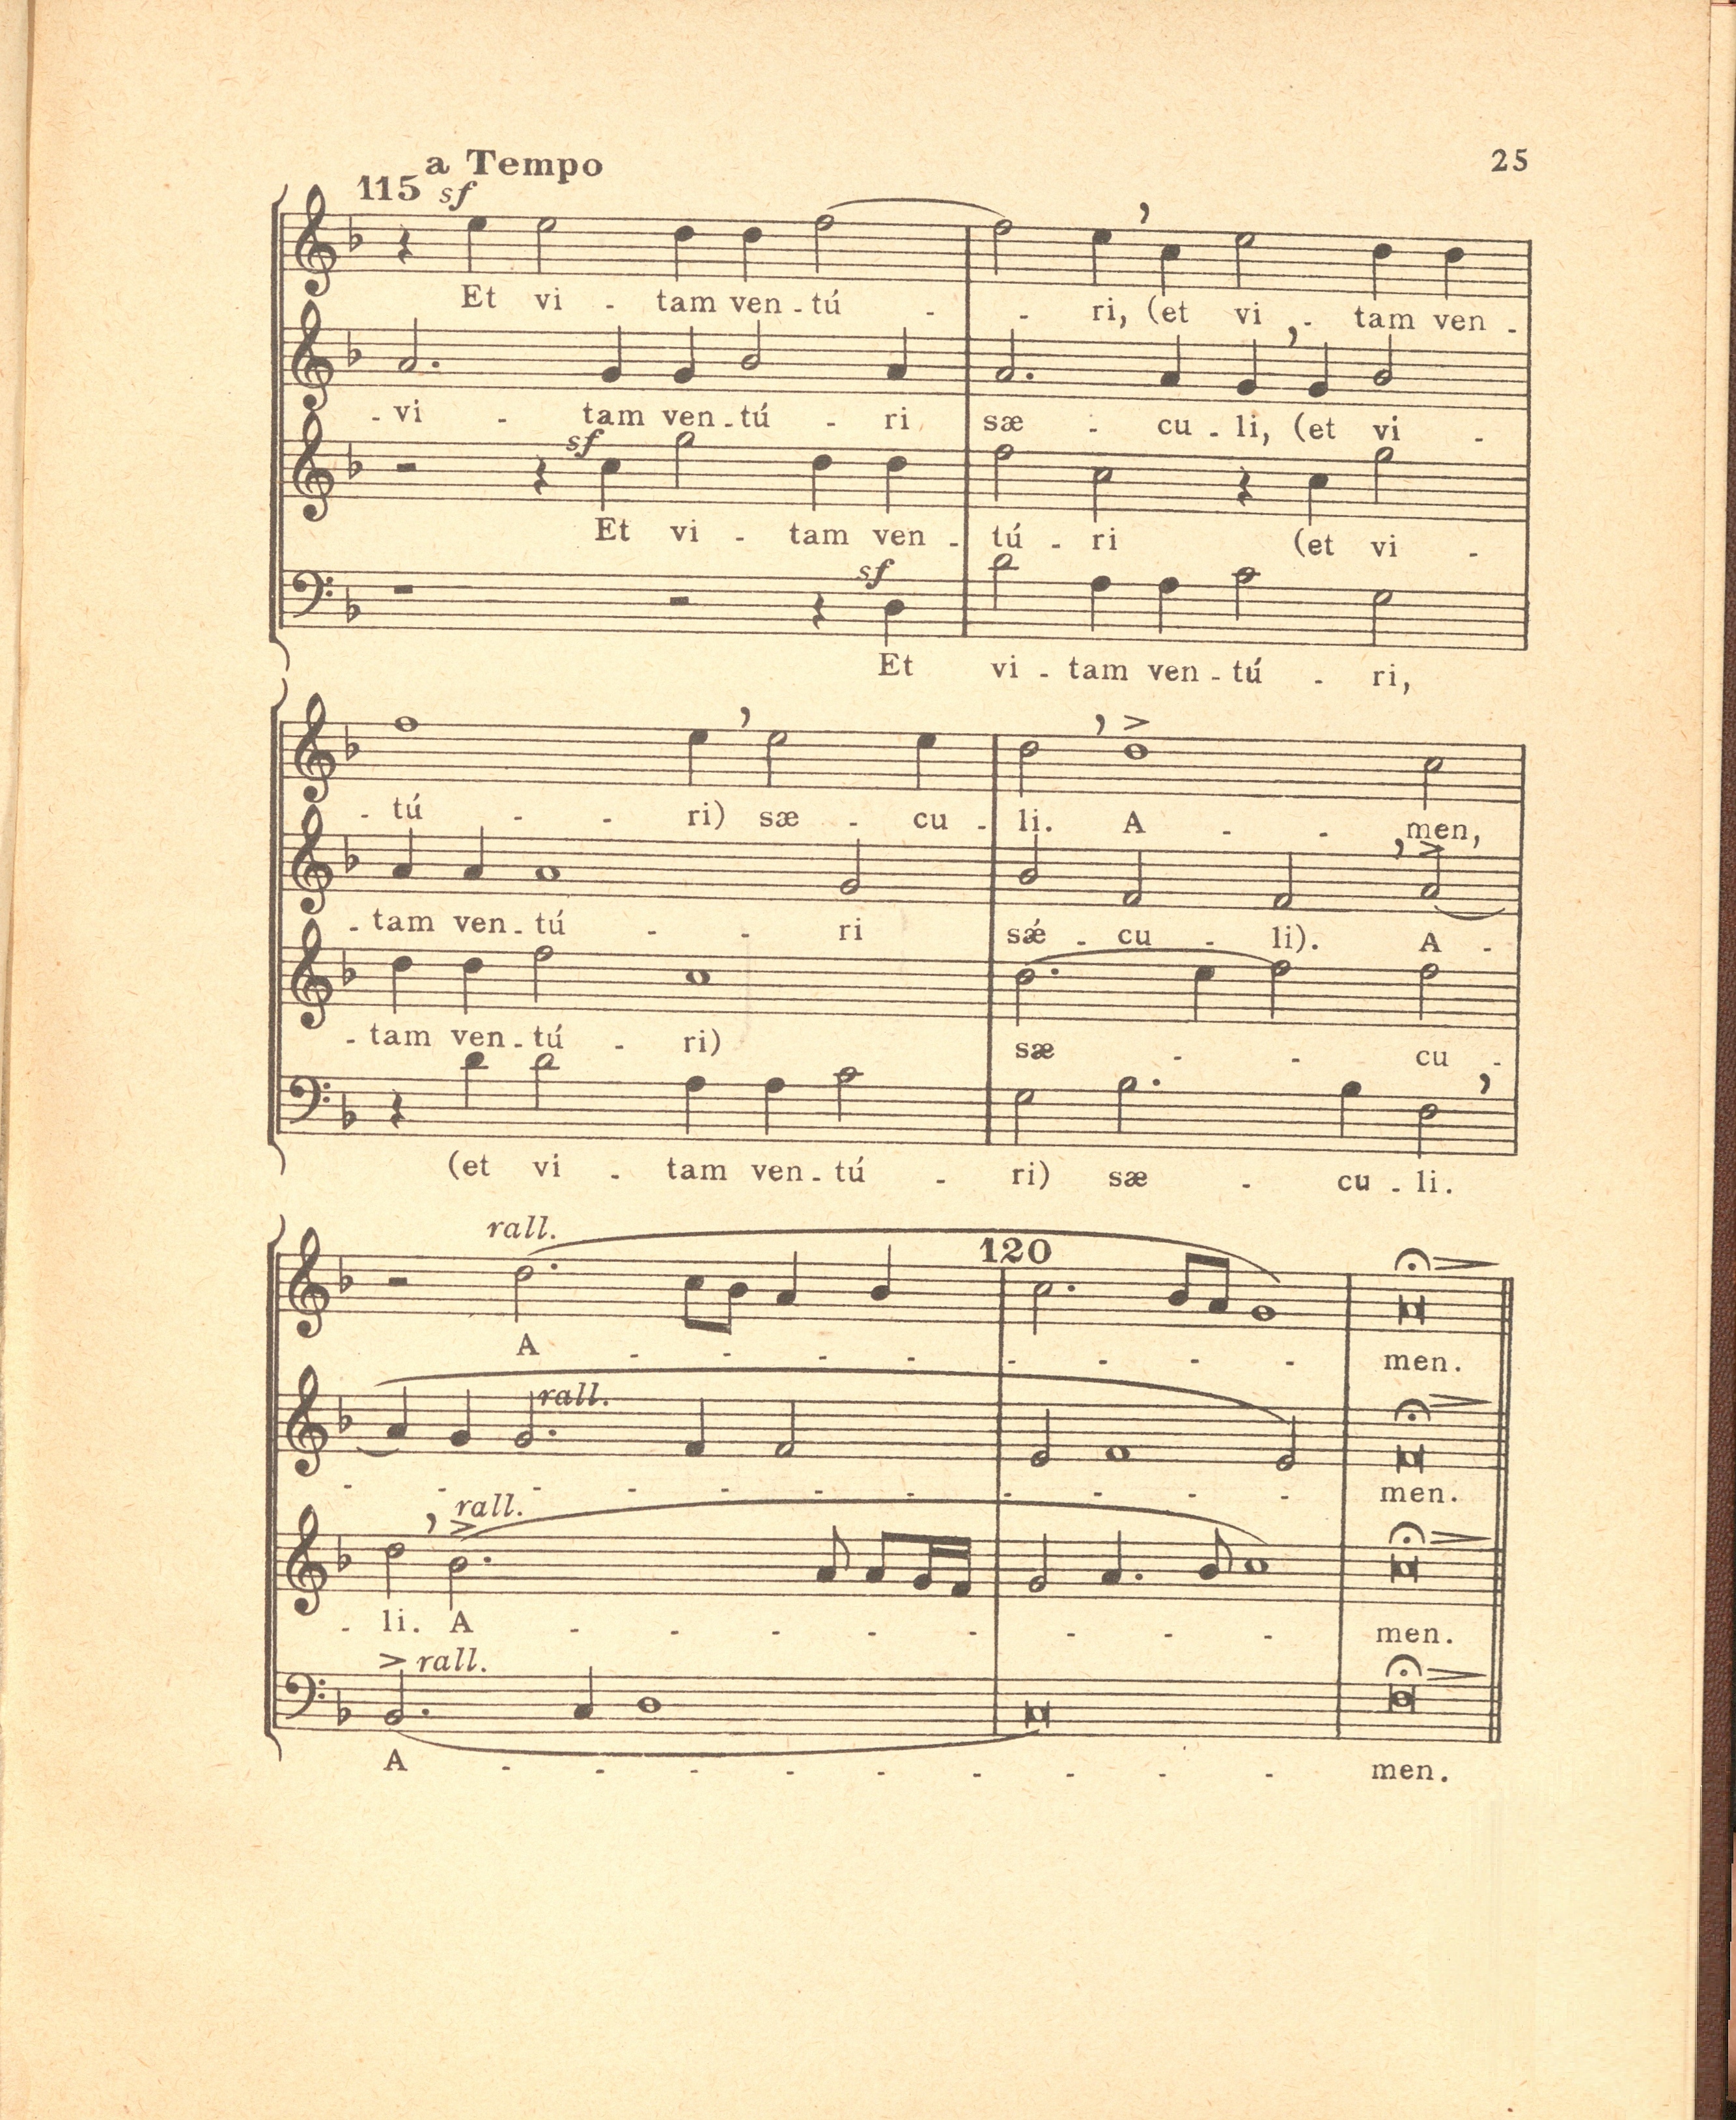 a Tempo 25
115 sf
Et vi - tam ven - tú - - ri, (et vi - tam ven -
- vi - tam ven - tú - ri sæ - cu - li, (et vi -
sf
Et vi - tam ven - tú - ri (et vi -
sf
Et vi - tam ven - tú - ri,
- tú - - ri) sæ - cu - li. A - - men,
- tam ven - tú - - ri sǽ - cu - li). A -
- tam ven - tú - ri) sæ - - cu -
(et vi - tam ven - tú - ri) sæ - cu - li.
rall. 120
A - - - - - - - - men.
rall.
- - - - - - - - - - - men.
rall.
- li. A - - - - - - - - men.
rall.
A - - - - - - - - - men.